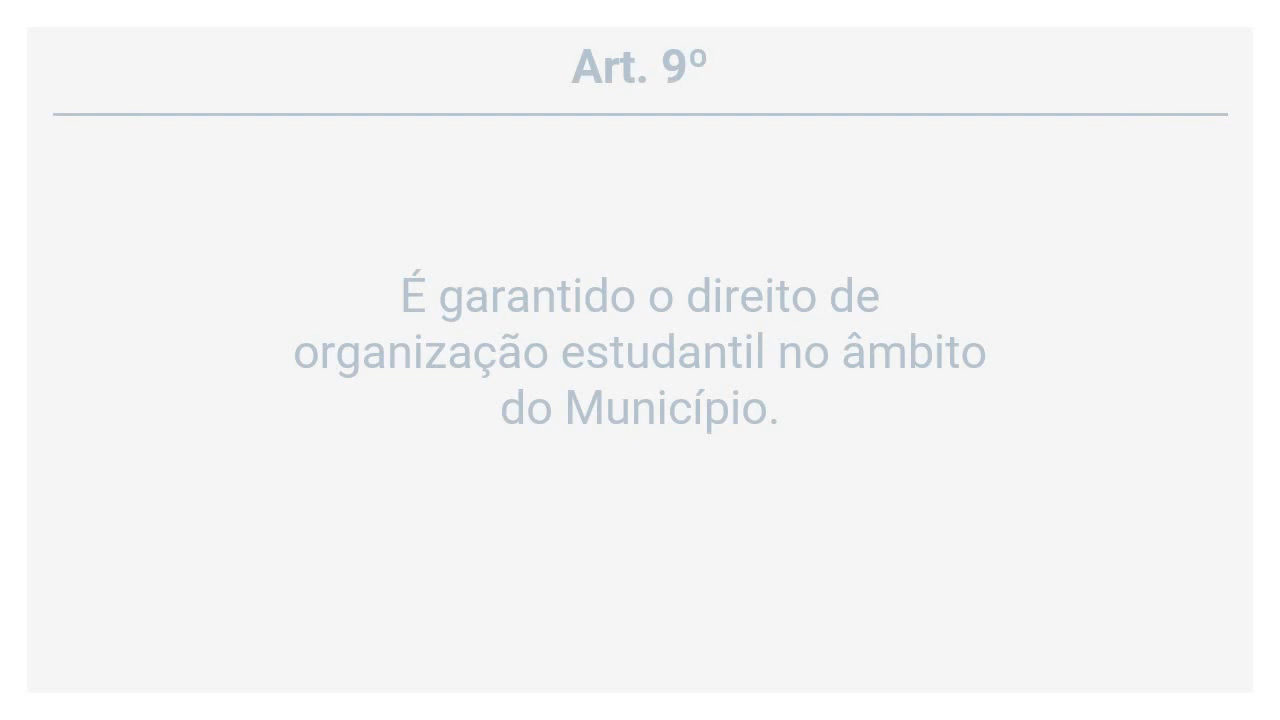 Art. 9º
É garantido o direito de
organização estudantil no âmbito
do Município.